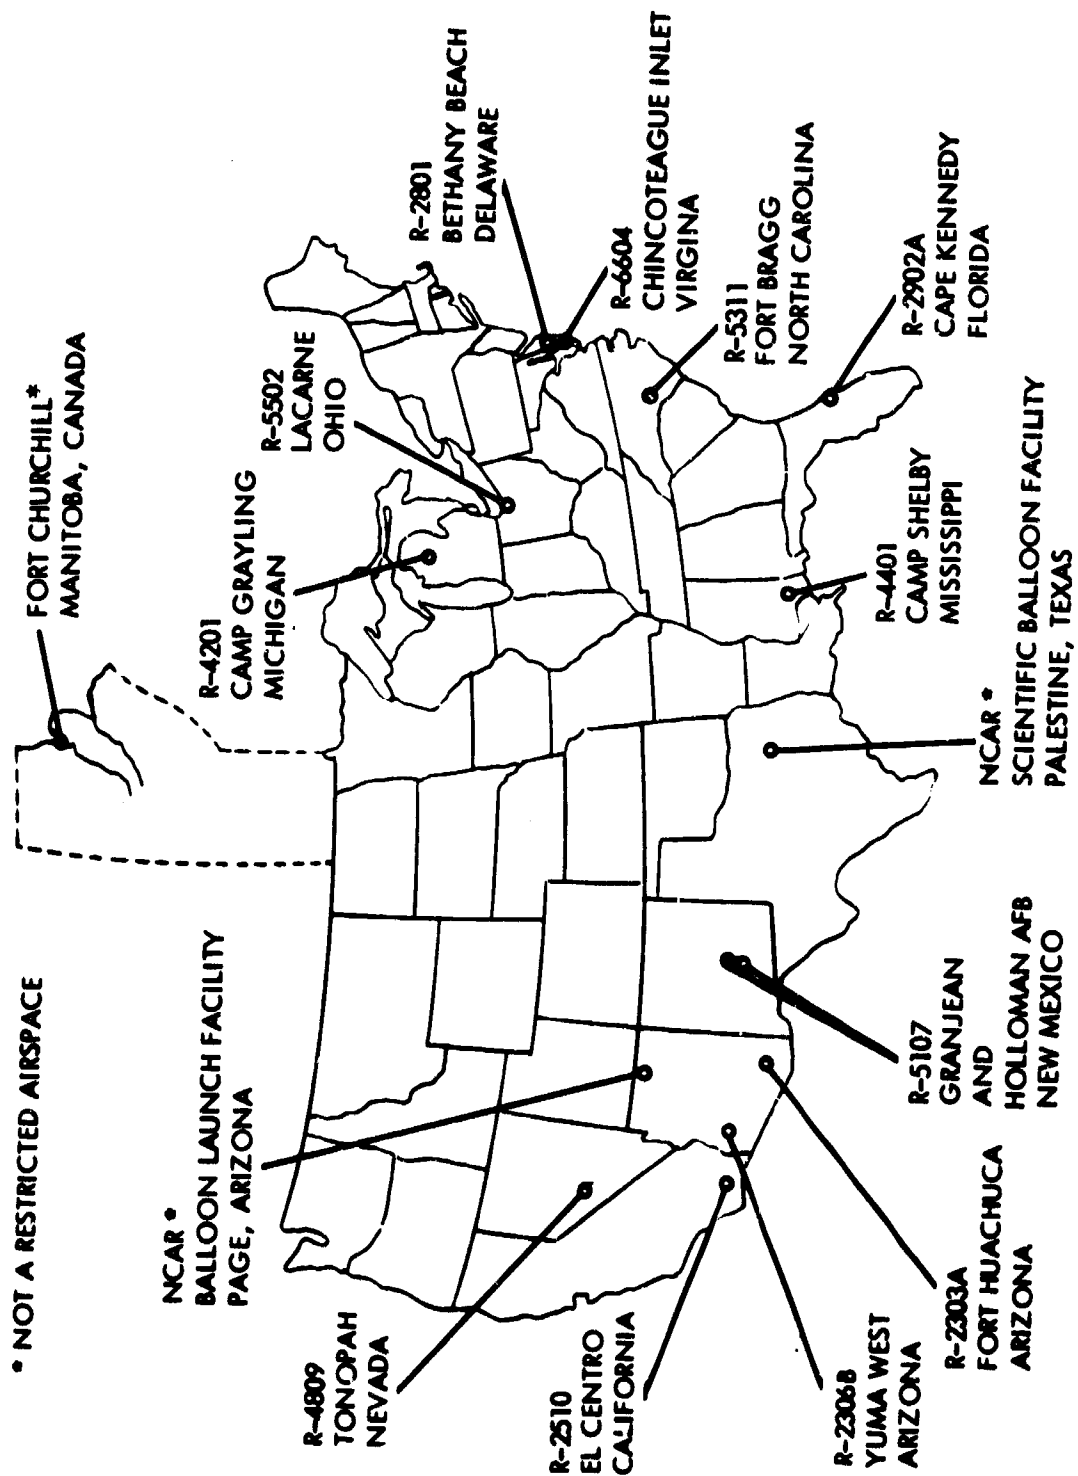 * NOT A RESTRICTED AIRSPACE
FORT CHURCHILL*
MANITOBA, CANADA
NCAR *
BALLOON LAUNCH FACILITY
PAGE, ARIZONA
R-4201
CAMP GRAYLING
MICHIGAN
R-5502
LACARNE
OHIO
R-2801
BETHANY BEACH
DELAWARE
R-6604
CHINCOTEAGUE INLET
VIRGINA
R-5311
FORT BRAGG
NORTH CAROLINA
R-2902A
CAPE KENNEDY
FLORIDA
R-4401
CAMP SHELBY
MISSISSIPPI
NCAR *
SCIENTIFIC BALLOON FACILITY
PALESTINE, TEXAS
R-5107
GRANJEAN
AND
HOLLOMAN AFB
NEW MEXICO
R-2303A
FORT HUACHUCA
ARIZONA
R-2306B
YUMA WEST
ARIZONA
R-2510
EL CENTRO
CALIFORNIA
R-4809
TONOPAH
NEVADA